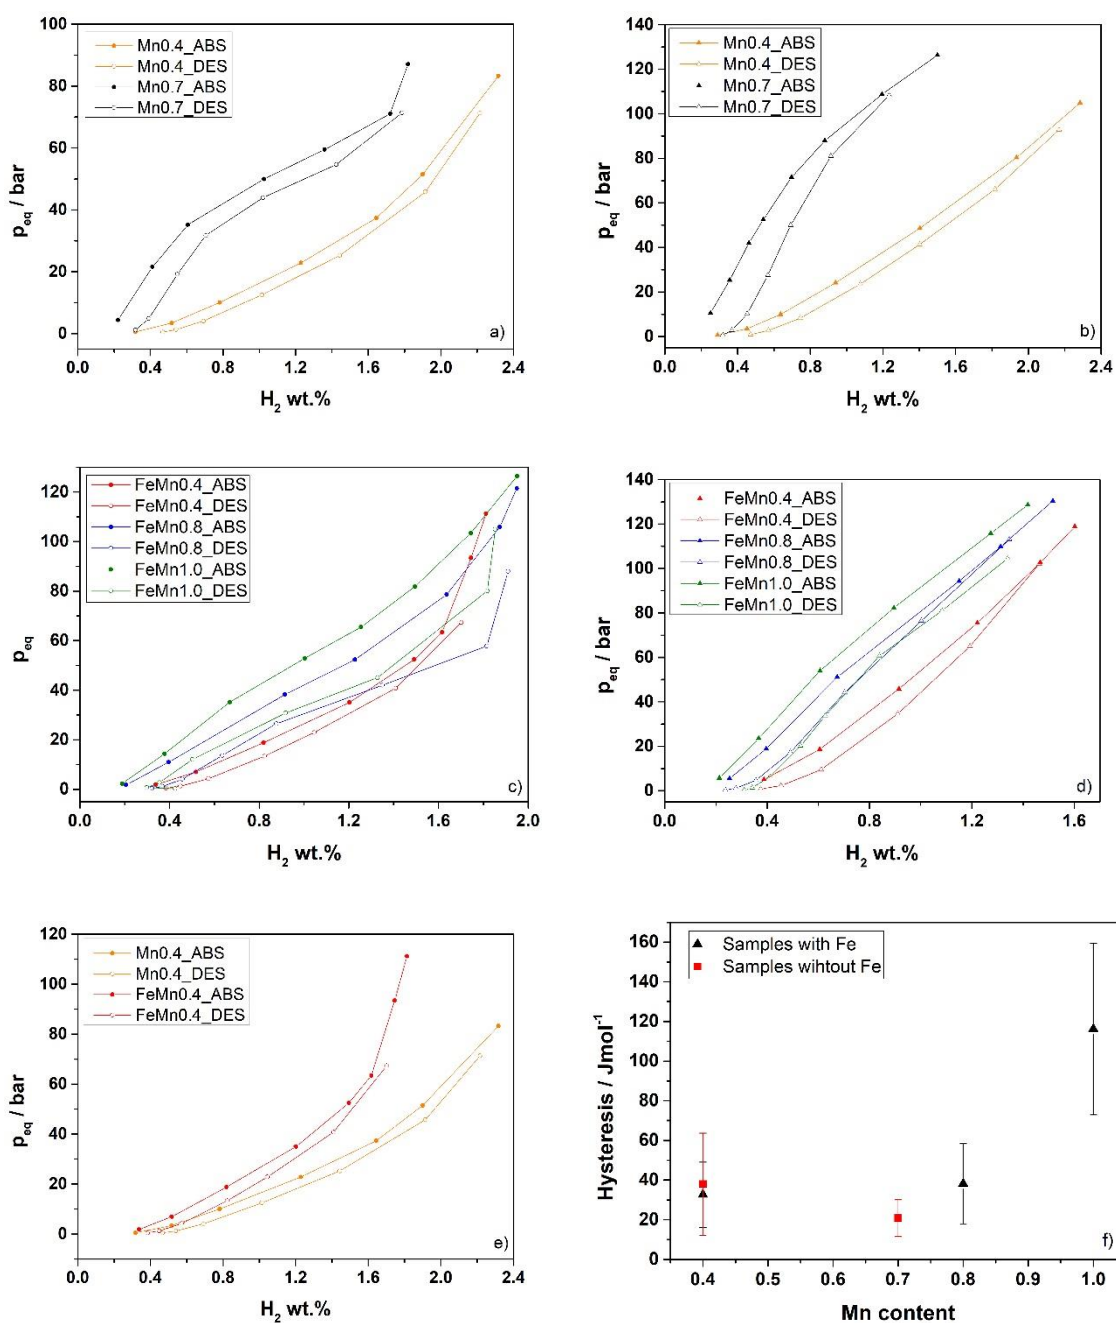 100
80
60
40
20
0
p_eq / bar
Mn0.4_ABS
Mn0.4_DES
Mn0.7_ABS
Mn0.7_DES
a)
0.0 0.4 0.8 1.2 1.6 2.0 2.4
H₂ wt.%
140
120
100
80
60
40
20
0
p_eq / bar
Mn0.4_ABS
Mn0.4_DES
Mn0.7_ABS
Mn0.7_DES
b)
0.0 0.4 0.8 1.2 1.6 2.0 2.4
H₂ wt.%
120
100
80
60
40
20
0
p_eq
FeMn0.4_ABS
FeMn0.4_DES
FeMn0.8_ABS
FeMn0.8_DES
FeMn1.0_ABS
FeMn1.0_DES
c)
0.0 0.4 0.8 1.2 1.6 2.0
H₂ wt.%
140
120
100
80
60
40
20
0
p_eq / bar
FeMn0.4_ABS
FeMn0.4_DES
FeMn0.8_ABS
FeMn0.8_DES
FeMn1.0_ABS
FeMn1.0_DES
d)
0.0 0.4 0.8 1.2 1.6
H₂ wt.%
120
100
80
60
40
20
0
p_eq / bar
Mn0.4_ABS
Mn0.4_DES
FeMn0.4_ABS
FeMn0.4_DES
e)
0.0 0.4 0.8 1.2 1.6 2.0 2.4
H₂ wt.%
160
140
120
100
80
60
40
20
0
Hysteresis / Jmol⁻¹
Samples with Fe
Samples wihtout Fe
f)
0.4 0.5 0.6 0.7 0.8 0.9 1.0
Mn content